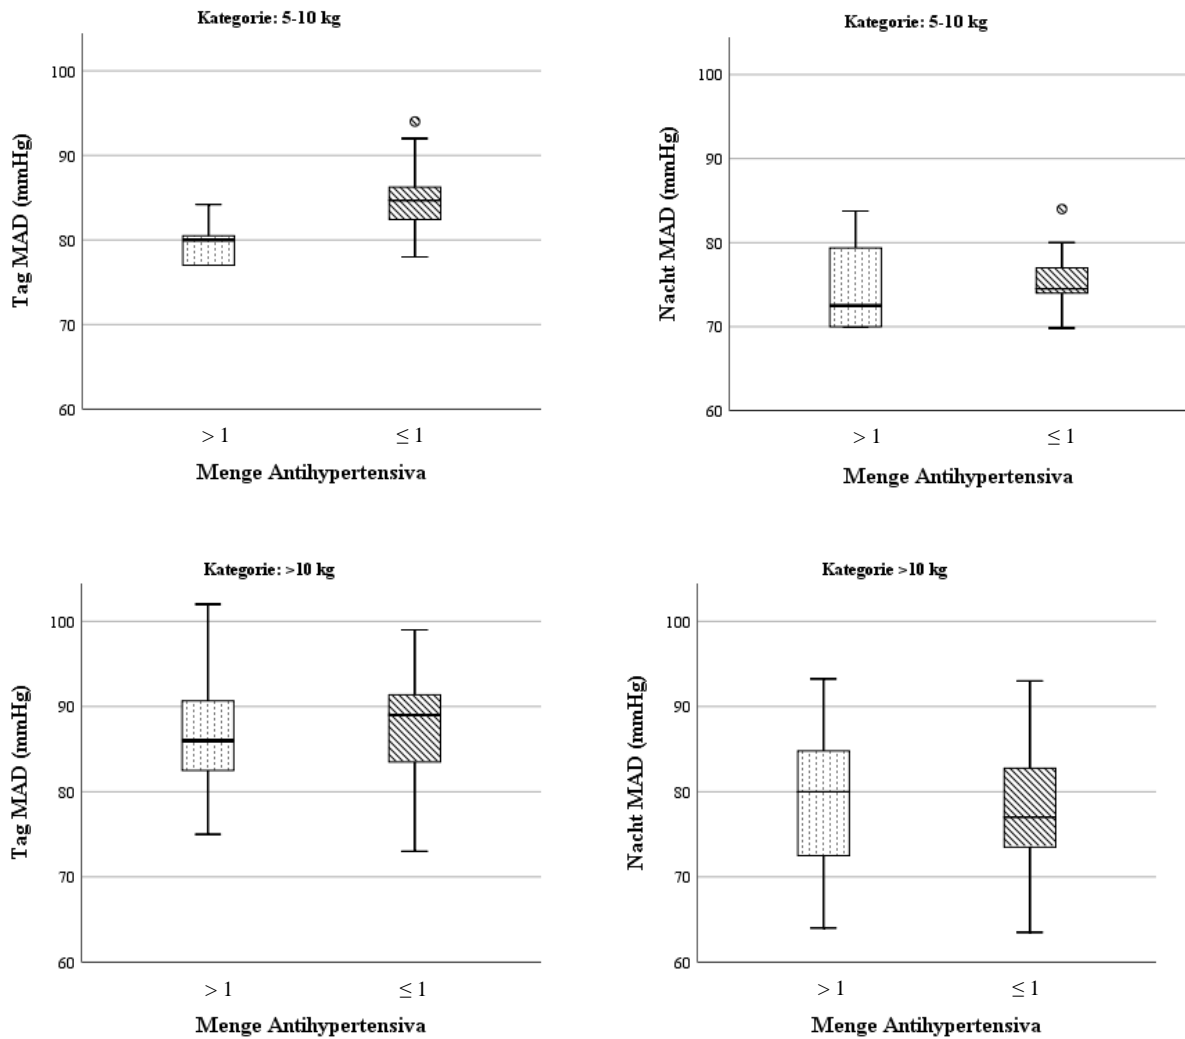 Kategorie: 5-10 kg
Tag MAD (mmHg)
100
90
80
70
60
> 1
≤ 1
Menge Antihypertensiva
Kategorie: 5-10 kg
Nacht MAD (mmHg)
100
90
80
70
60
> 1
≤ 1
Menge Antihypertensiva
Kategorie: >10 kg
Tag MAD (mmHg)
100
90
80
70
60
> 1
≤ 1
Menge Antihypertensiva
Kategorie >10 kg
Nacht MAD (mmHg)
100
90
80
70
60
> 1
≤ 1
Menge Antihypertensiva